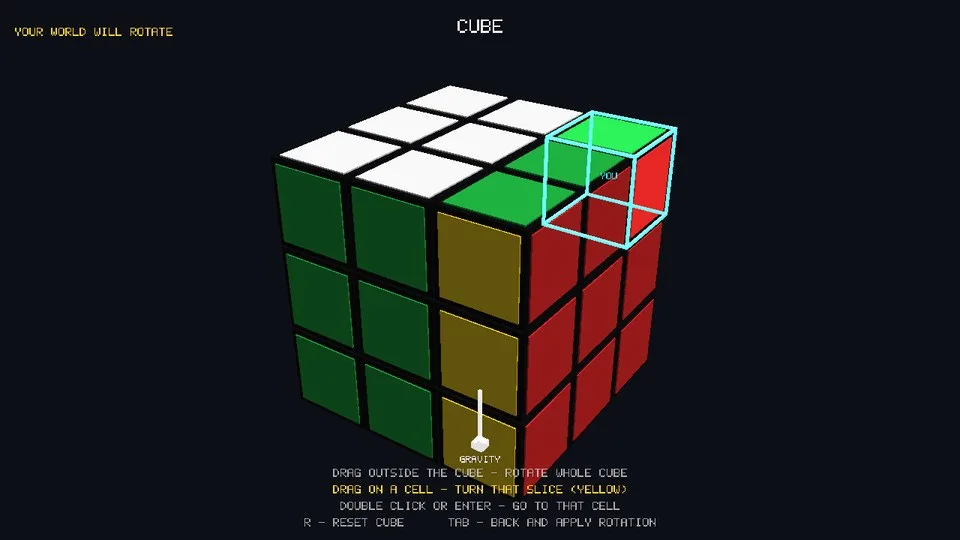 CUBE
YOUR WORLD WILL ROTATE
YOU
GRAVITY
DRAG OUTSIDE THE CUBE - ROTATE WHOLE CUBE
DRAG ON A CELL - TURN THAT SLICE (YELLOW)
DOUBLE CLICK OR ENTER - GO TO THAT CELL
R - RESET CUBE TAB - BACK AND APPLY ROTATION